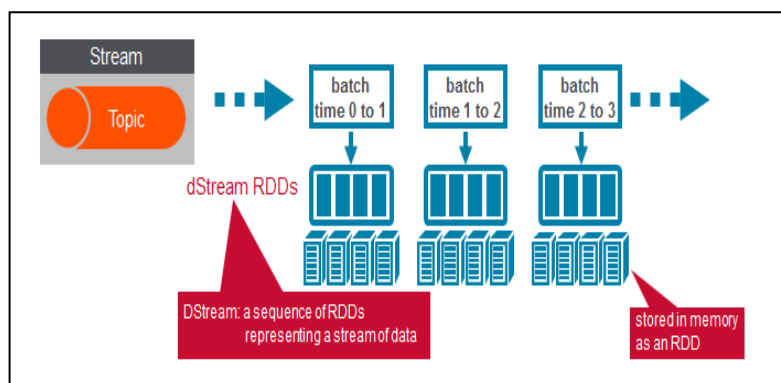 Stream
Topic
batch
time 0 to 1
batch
time 1 to 2
batch
time 2 to 3
dStream RDDs
DStream: a sequence of RDDs
representing a stream of data
stored in memory
as an RDD